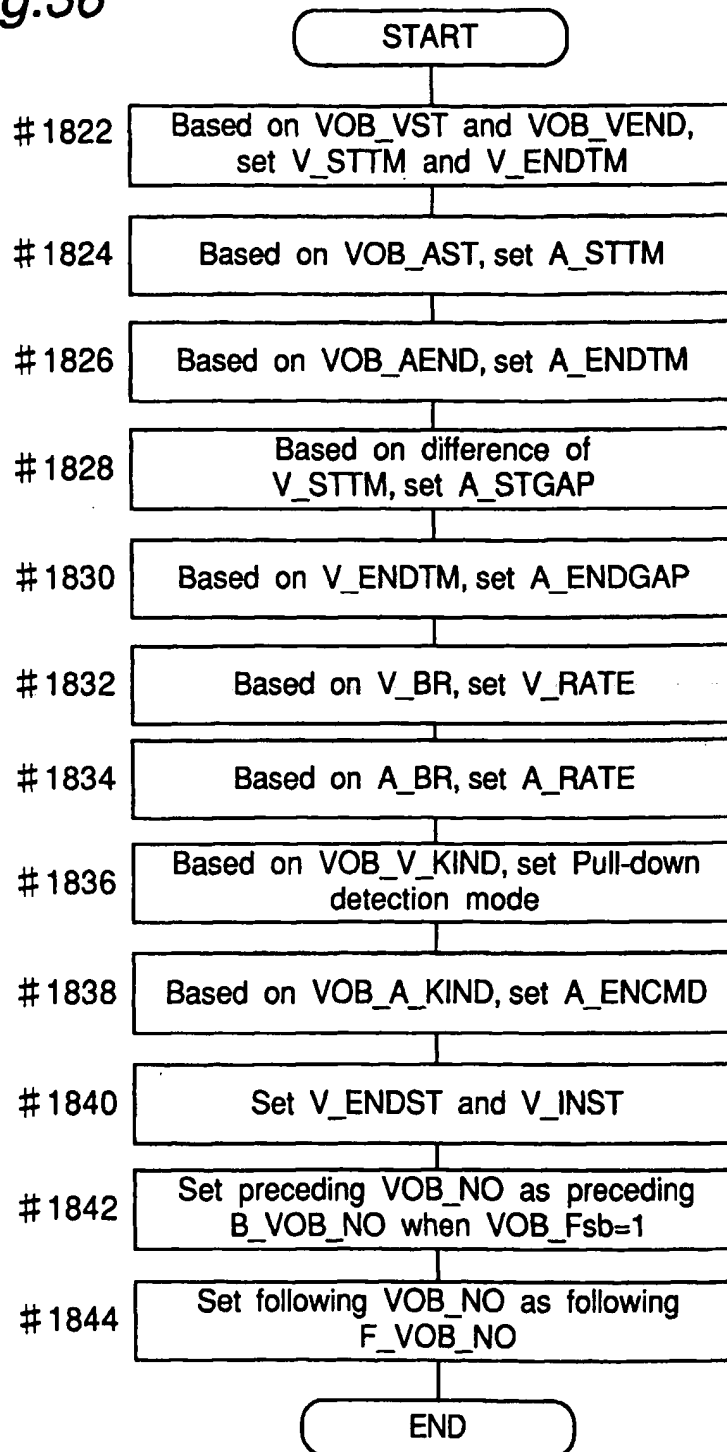 START
#1822
Based on VOB_VST and VOB_VEND,
set V_STTM and V_ENDTM
#1824
Based on VOB_AST, set A_STTM
#1826
Based on VOB_AEND, set A_ENDTM
#1828
Based on difference of
V_STTM, set A_STGAP
#1830
Based on V_ENDTM, set A_ENDGAP
#1832
Based on V_BR, set V_RATE
#1834
Based on A_BR, set A_RATE
#1836
Based on VOB_V_KIND, set Pull-down
detection mode
#1838
Based on VOB_A_KIND, set A_ENCMD
#1840
Set V_ENDST and V_INST
#1842
Set preceding VOB_NO as preceding
B_VOB_NO when VOB_Fsb=1
#1844
Set following VOB_NO as following
F_VOB_NO
END